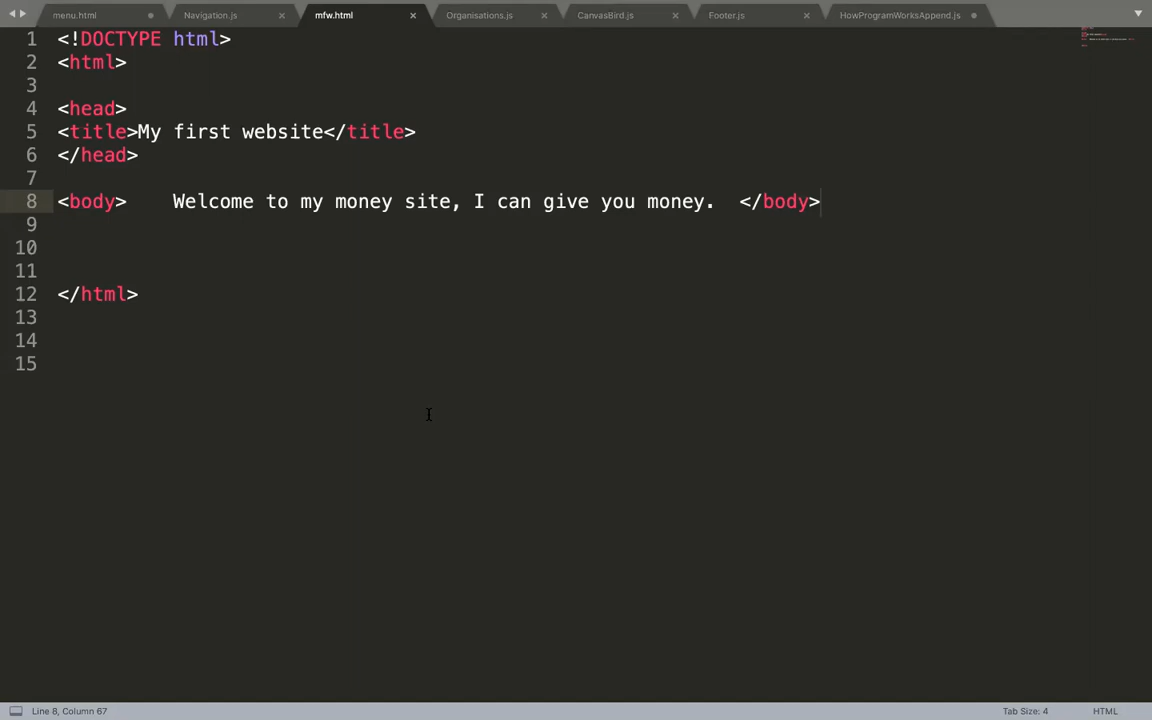 menu.html Navigation.js mfw.html Organisations.js CanvasBird.js Footer.js HowProgramWorksAppend.js
1 <!DOCTYPE html>
2 <html>
3
4 <head>
5 <title>My first website</title>
6 </head>
7
8 <body>    Welcome to my money site, I can give you money.  </body>
9
10
11
12 </html>
13
14
15
Line 8, Column 67 Tab Size: 4 HTML